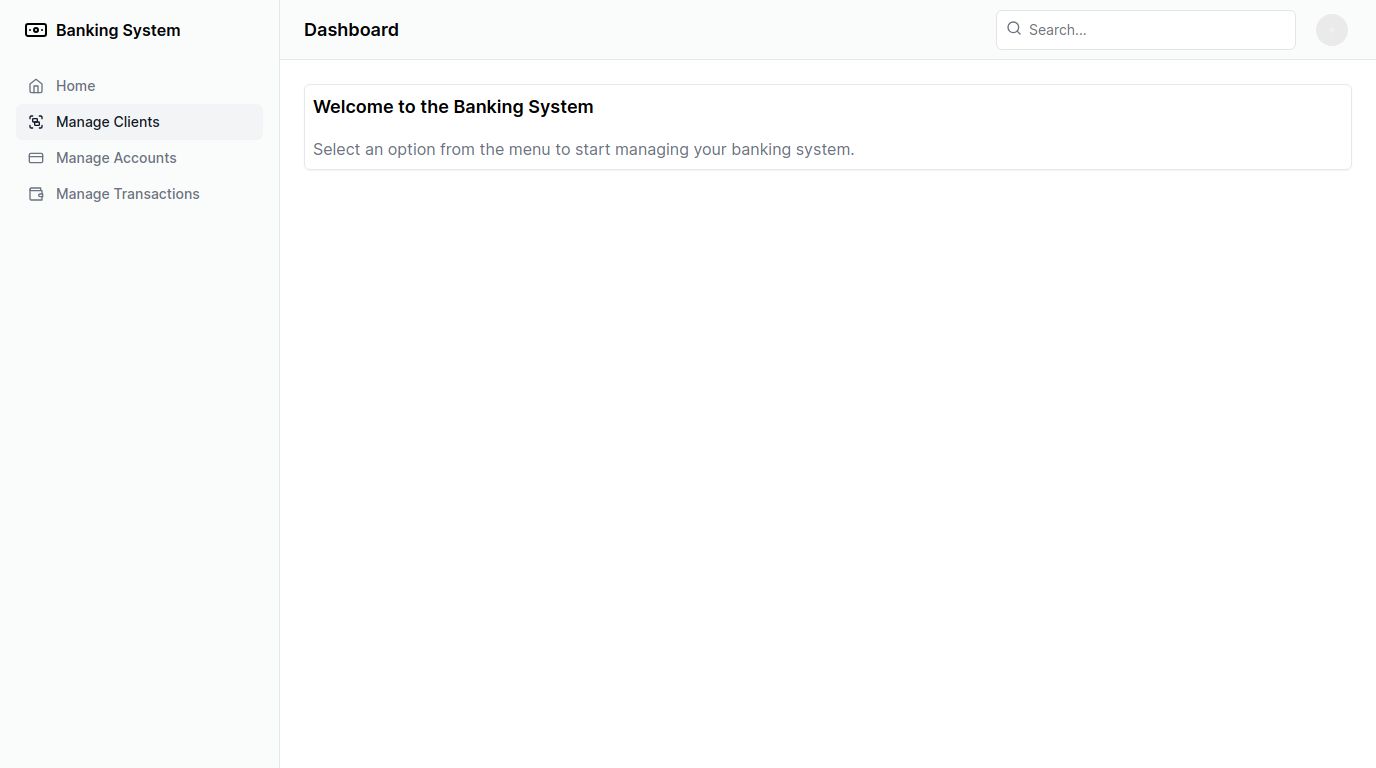 Banking System
Home
Manage Clients
Manage Accounts
Manage Transactions
Dashboard
Search...
Welcome to the Banking System
Select an option from the menu to start managing your banking system.